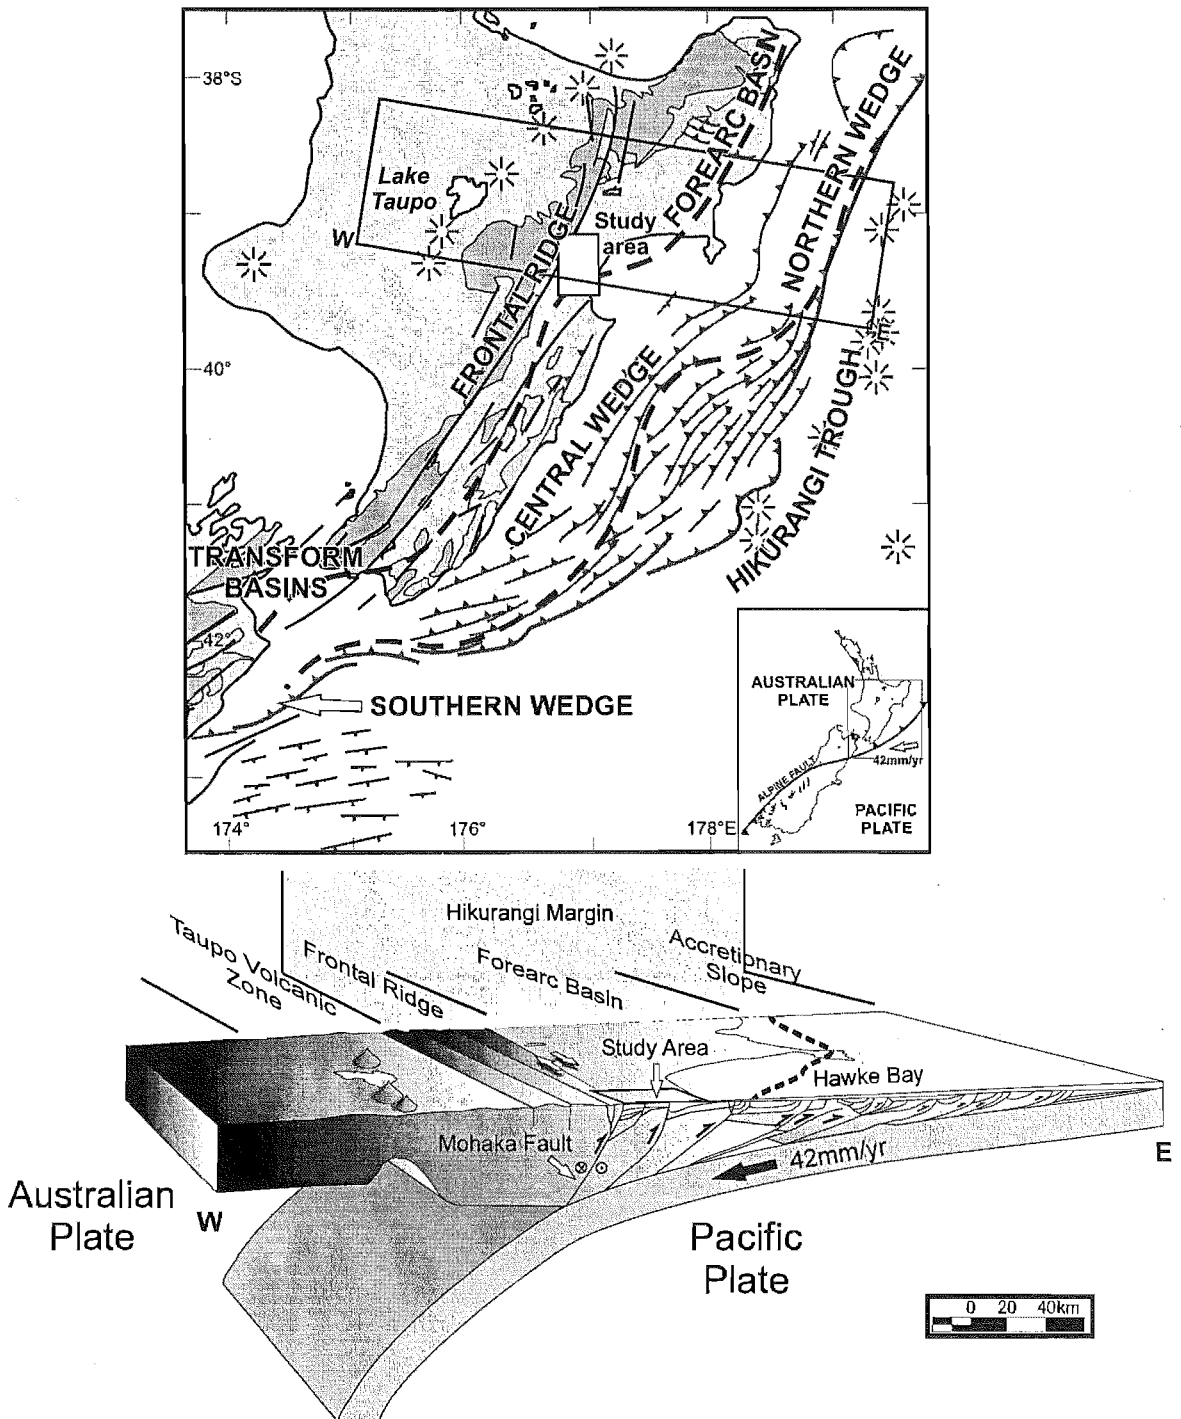 38°S
FOREARC BASIN
NORTHERN WEDGE
Lake
Taupo
W
Study
area
FRONTAL RIDGE
40°
CENTRAL WEDGE
HIKURANGI TROUGH
TRANSFORM
BASINS
42°
SOUTHERN WEDGE
174°
176°
178°E
AUSTRALIAN
PLATE
42mm/yr
ALPINE FAULT
PACIFIC
PLATE
Hikurangi Margin
Taupo Volcanic
Zone
Frontal Ridge
Forearc Basin
Accretionary
Slope
Study Area
Hawke Bay
Mohaka Fault
42mm/yr
E
Australian
Plate
W
Pacific
Plate
0 20 40km